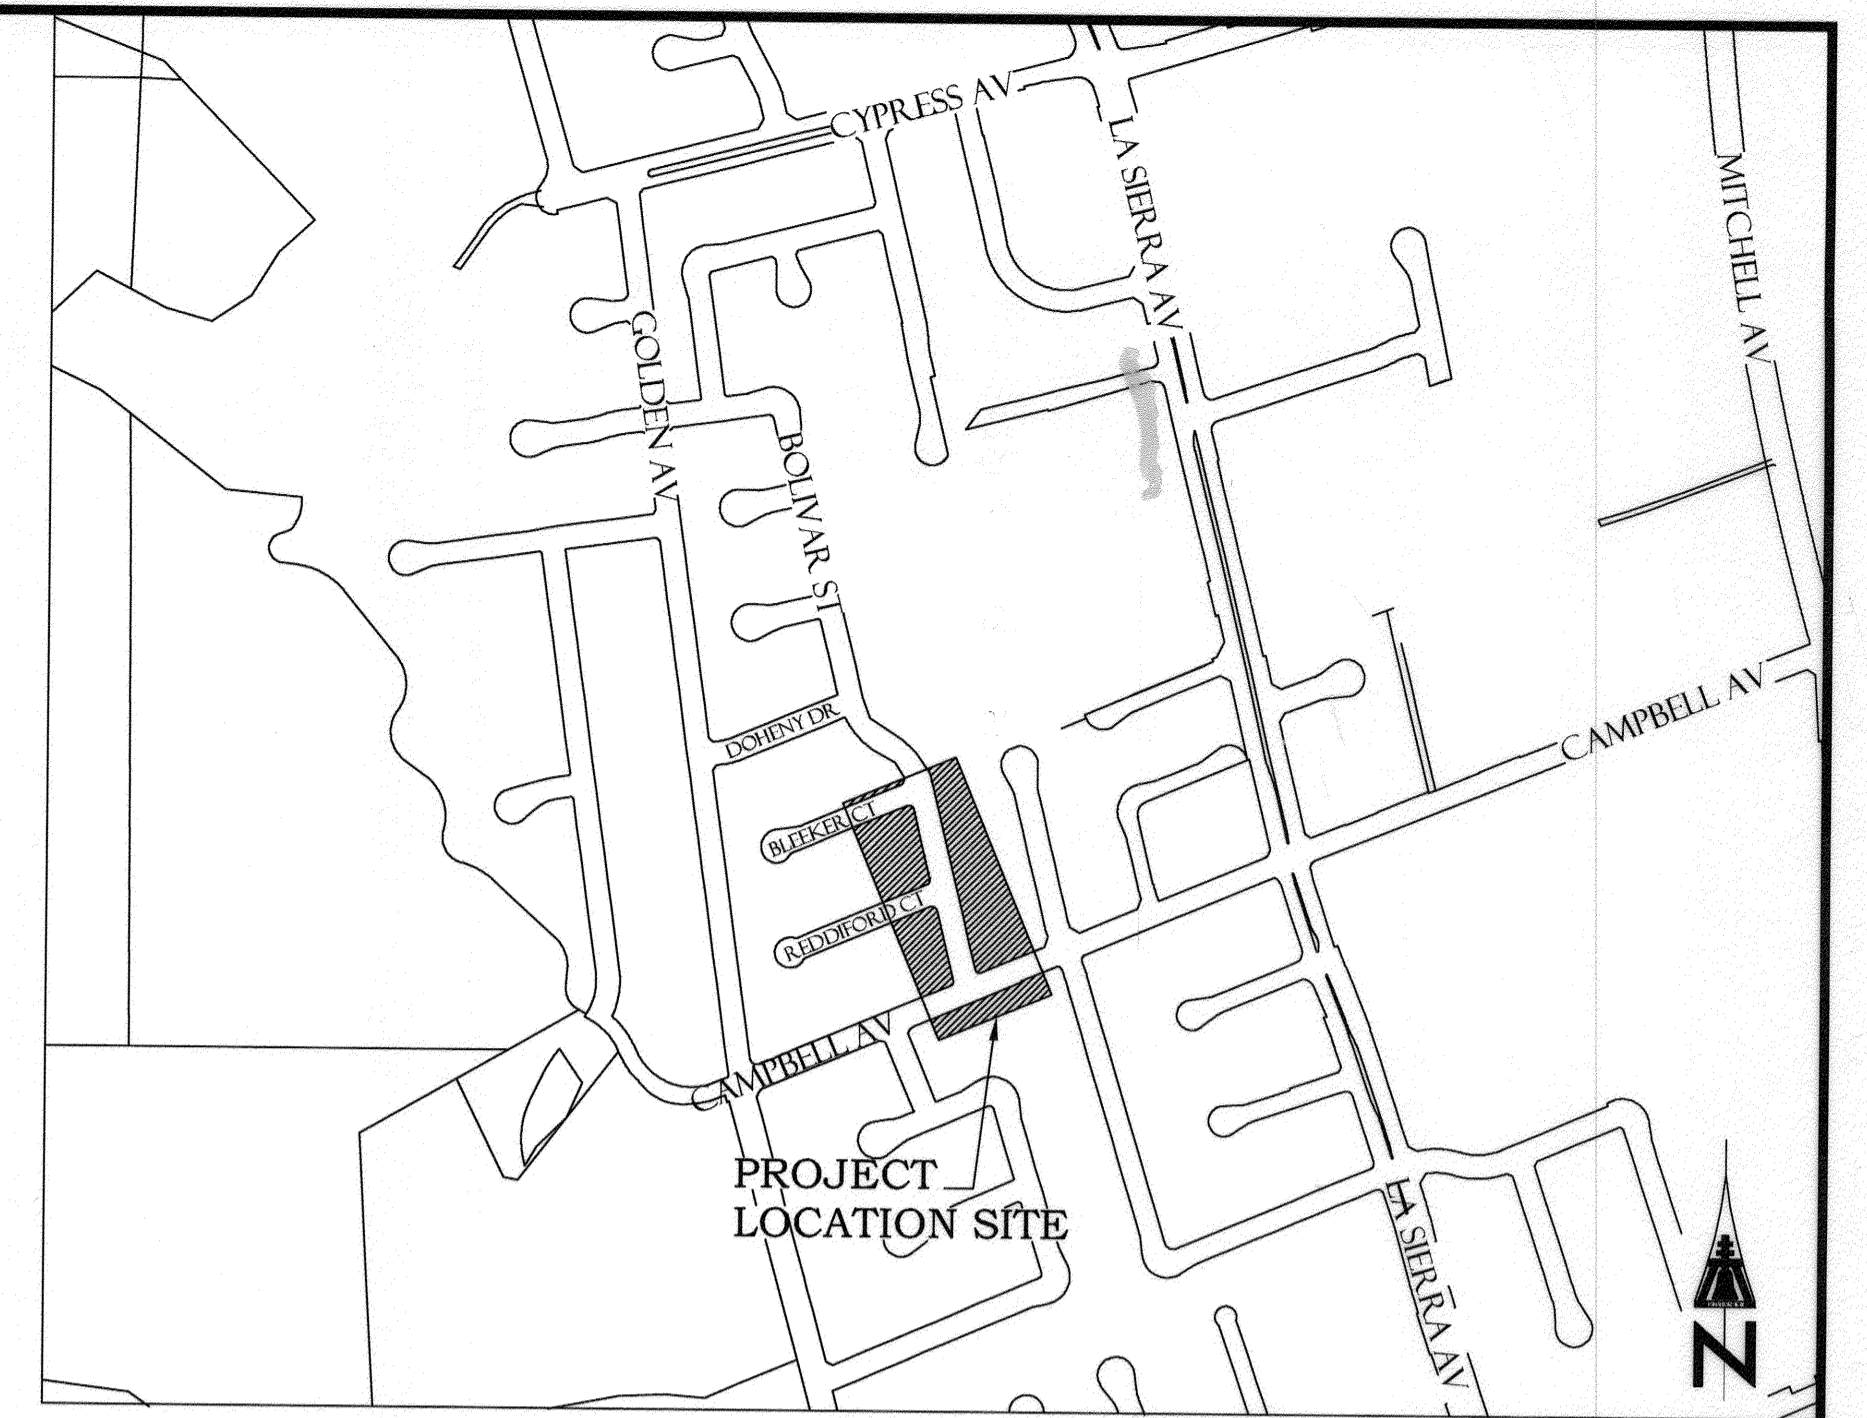 CYPRESS AV
LA SIERRA AV
MITCHELL AV
GOLDEN AV
BOLIVAR ST
CAMPBELL AV
DOHENY DR
BLEEKER CT
REDDIFORD CT
CAMPBELL AV
PROJECT
LOCATION SITE
LA SIERRA AV
N